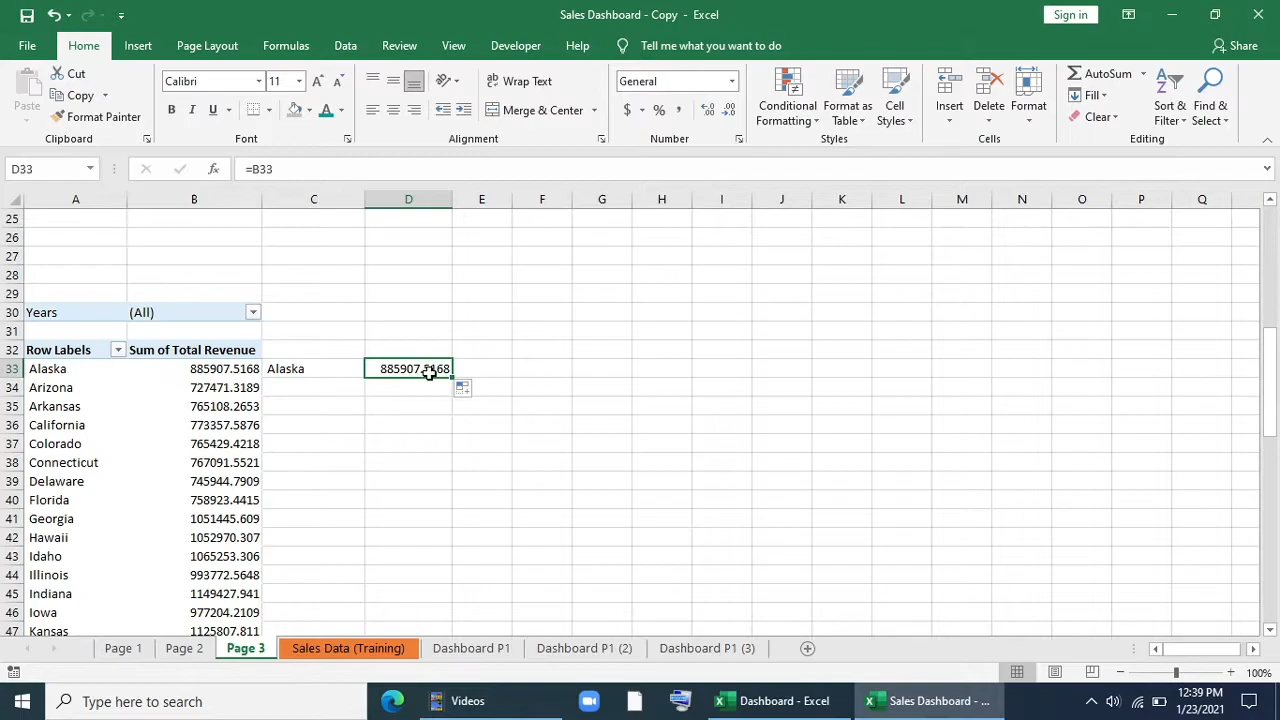 Sales Dashboard - Copy - Excel
Sign in
File Home Insert Page Layout Formulas Data Review View Developer Help Tell me what you want to do Share
Paste
Cut
Copy
Format Painter
Clipboard
Calibri 11
B I U A
Font
Wrap Text
Merge & Center
Alignment
General
$ % ,
Number
Conditional Formatting
Format as Table
Cell Styles
Styles
Insert
Delete
Format
Cells
AutoSum
Fill
Clear
Sort & Filter
Find & Select
Editing
D33 fx =B33
A B C D E F G H I J K L M N O P Q
25
26
27
28
29
30 Years (All)
31
32 Row Labels Sum of Total Revenue
33 Alaska 885907.5168 Alaska 885907.5168
34 Arizona 727471.3189
35 Arkansas 765108.2653
36 California 773357.5876
37 Colorado 765429.4218
38 Connecticut 767091.5521
39 Delaware 745944.7909
40 Florida 758923.4415
41 Georgia 1051445.609
42 Hawaii 1052970.307
43 Idaho 1065253.306
44 Illinois 993772.5648
45 Indiana 1149427.941
46 Iowa 977204.2109
47 Kansas 1125807.811
Page 1 Page 2 Page 3 Sales Data (Training) Dashboard P1 Dashboard P1 (2) Dashboard P1 (3)
100%
Type here to search
Videos
Dashboard - Excel
Sales Dashboard - ...
12:39 PM
1/23/2021